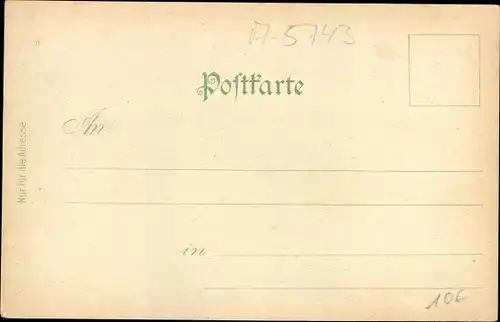 A-5743
Postkarte
An
Nur für die Adresse
in
10€